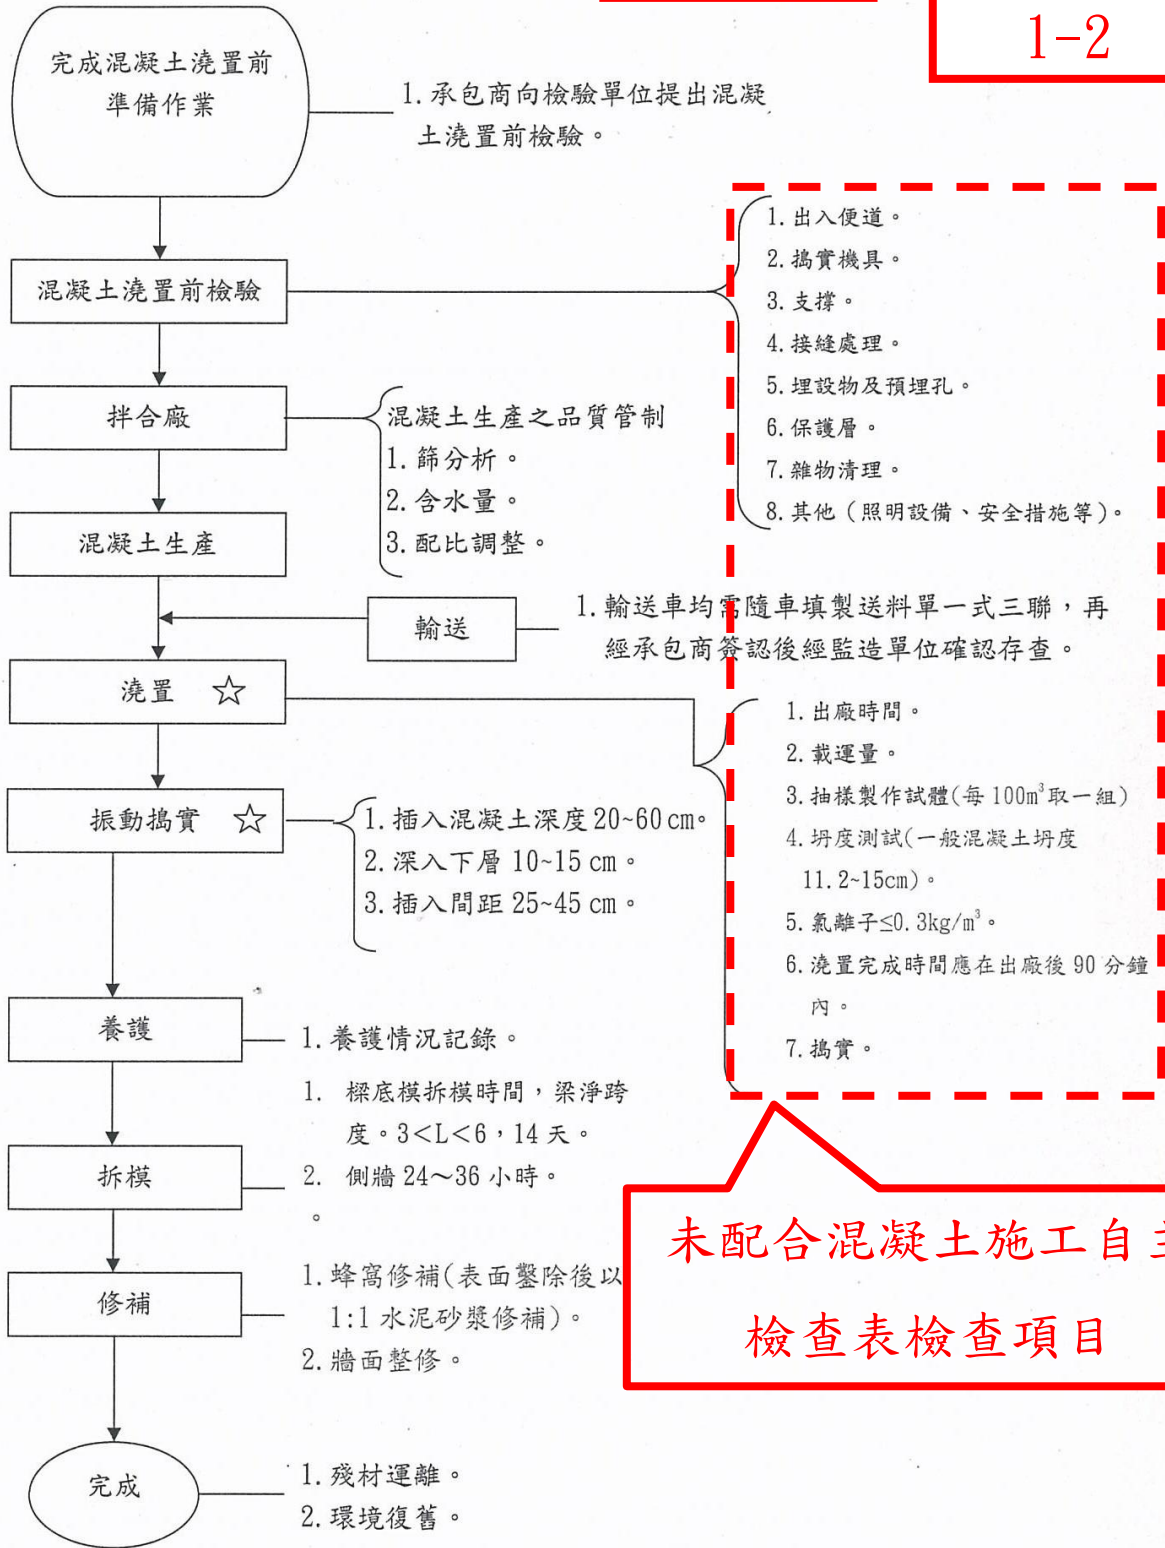 1-2
完成混凝土澆置前
準備作業
1.承包商向檢驗單位提出混凝
土澆置前檢驗。
混凝土澆置前檢驗
1.出入便道。
2.搗實機具。
3.支撐。
4.接縫處理。
5.埋設物及預埋孔。
6.保護層。
7.雜物清理。
8.其他（照明設備、安全措施等）。
拌合廠
混凝土生產之品質管制
1.篩分析。
2.含水量。
3.配比調整。
混凝土生產
輸送
1.輸送車均需隨車填製送料單一式三聯，再
經承包商簽認後經監造單位確認存查。
澆置 ☆
1.出廠時間。
2.載運量。
3.抽樣製作試體(每 100m³取一組)
4.坍度測試(一般混凝土坍度
11.2~15cm)。
5.氯離子≤0.3kg/m³。
6.澆置完成時間應在出廠後 90 分鐘
內。
7.搗實。
振動搗實 ☆
1.插入混凝土深度 20~60 cm。
2.深入下層 10~15 cm。
3.插入間距 25~45 cm。
養護
1.養護情況記錄。
拆模
1. 樑底模拆模時間，梁淨跨
度。3<L<6，14 天。
2. 側牆 24～36 小時。
。
修補
1.蜂窩修補(表面鑿除後以
1:1 水泥砂漿修補)。
2.牆面整修。
未配合混凝土施工自主
檢查表檢查項目
完成
1.殘材運離。
2.環境復舊。